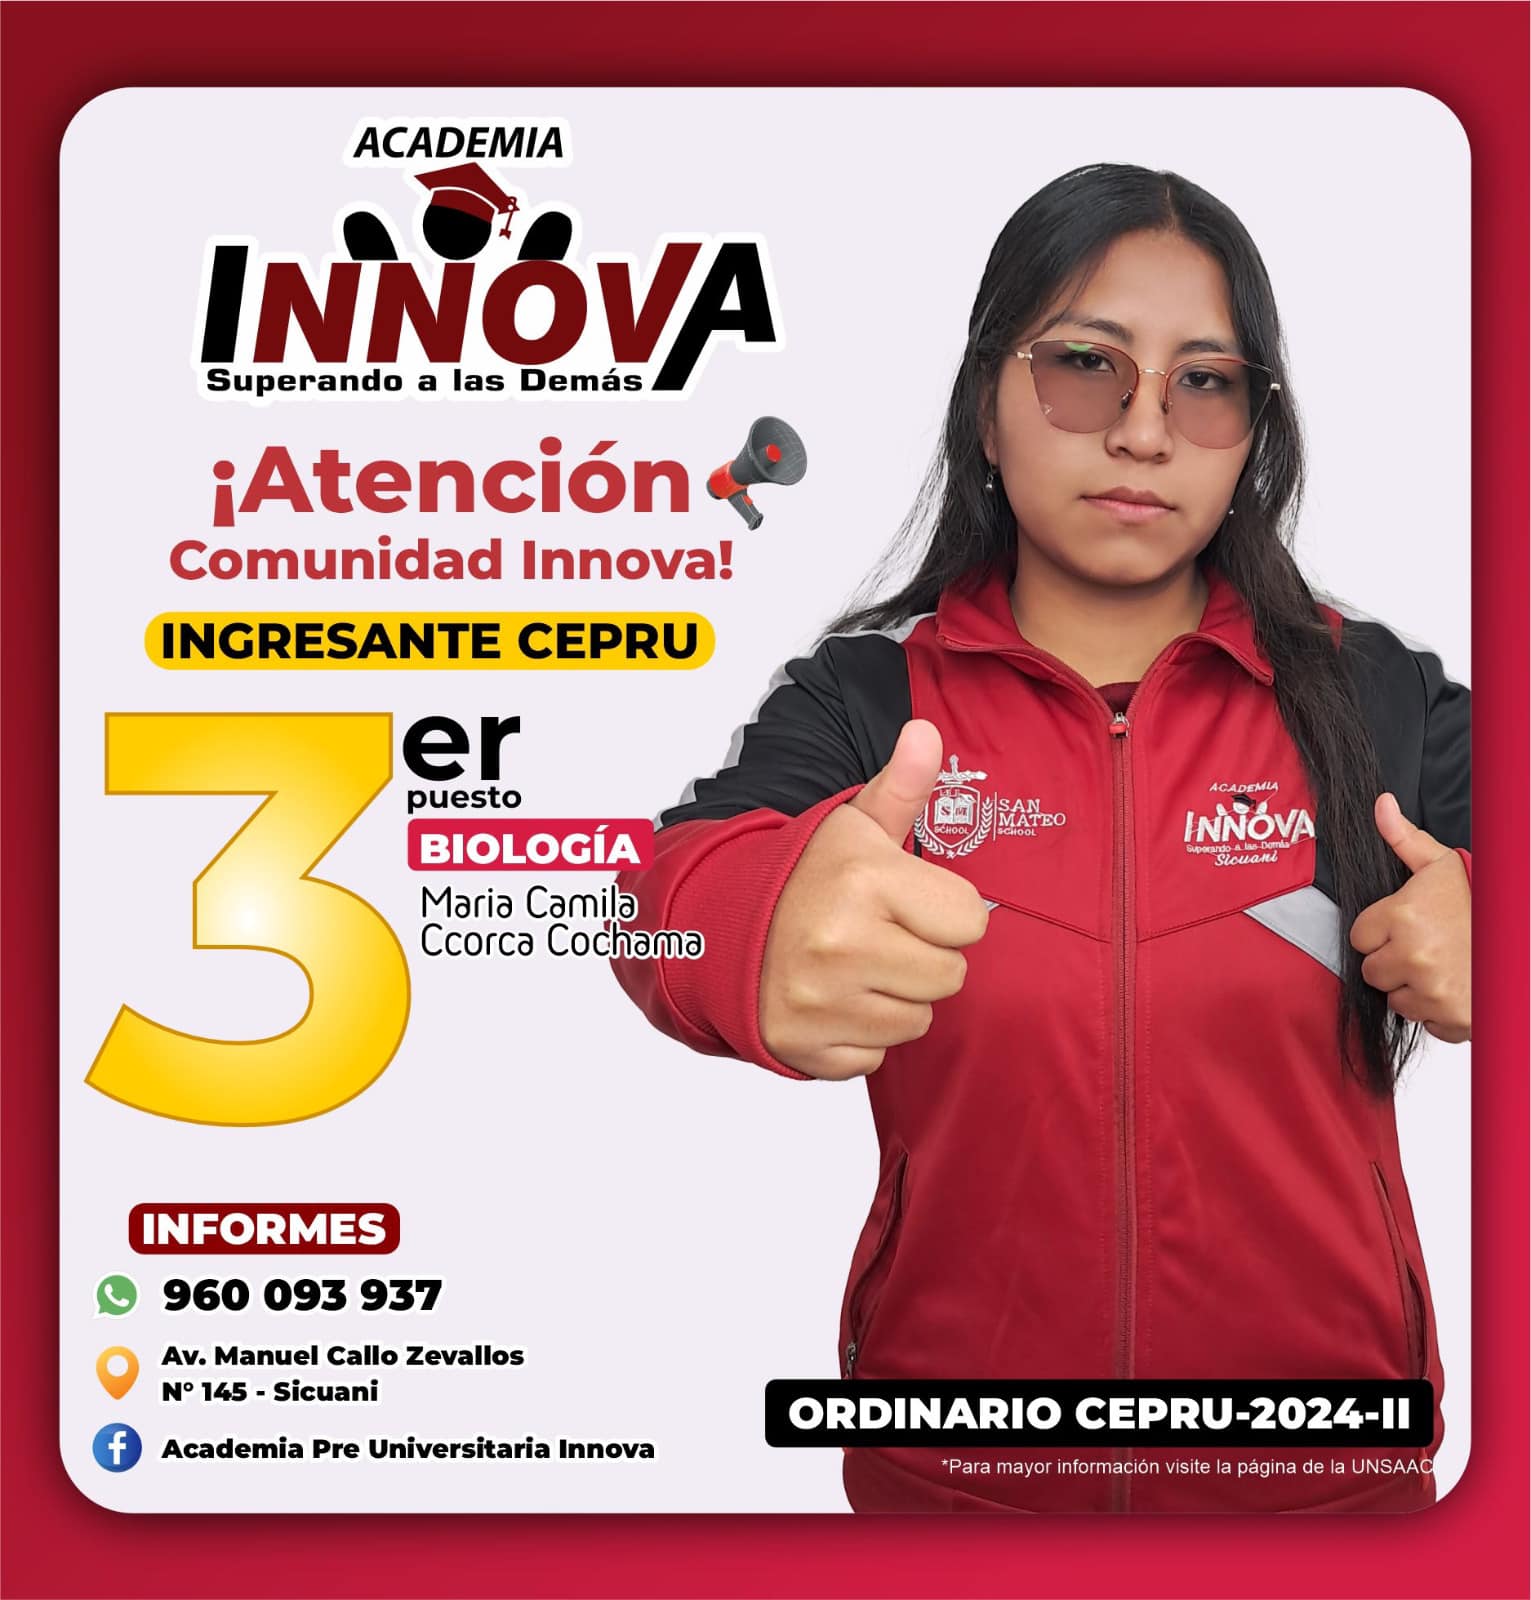 ACADEMIA
INNOVA
Superando a las Demás
¡Atención
Comunidad Innova!
INGRESANTE CEPRU
3er
puesto
BIOLOGÍA
Maria Camila
Ccorca Cochama
SM
SCHOOL
SAN
MATEO
SCHOOL
ACADEMIA
INNOVA
Superando a las Demás
Sicuani
INFORMES
960 093 937
Av. Manuel Callo Zevallos
N° 145 - Sicuani
f
Academia Pre Universitaria Innova
ORDINARIO CEPRU-2024-II
*Para mayor información visite la página de la UNSAAC